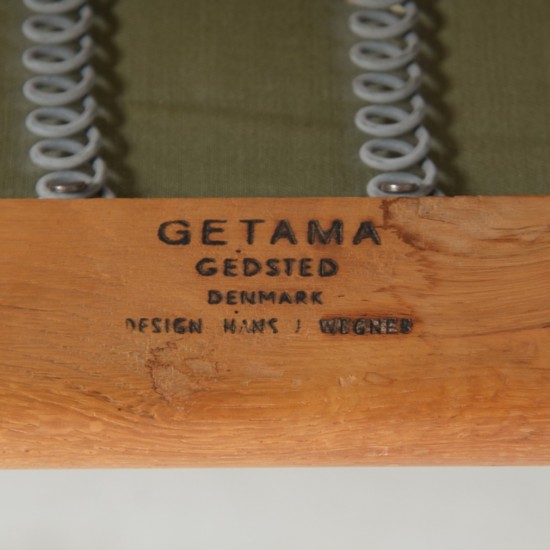 GETAMA
GEDSTED
DENMARK
DESIGN HANS J WEGNER